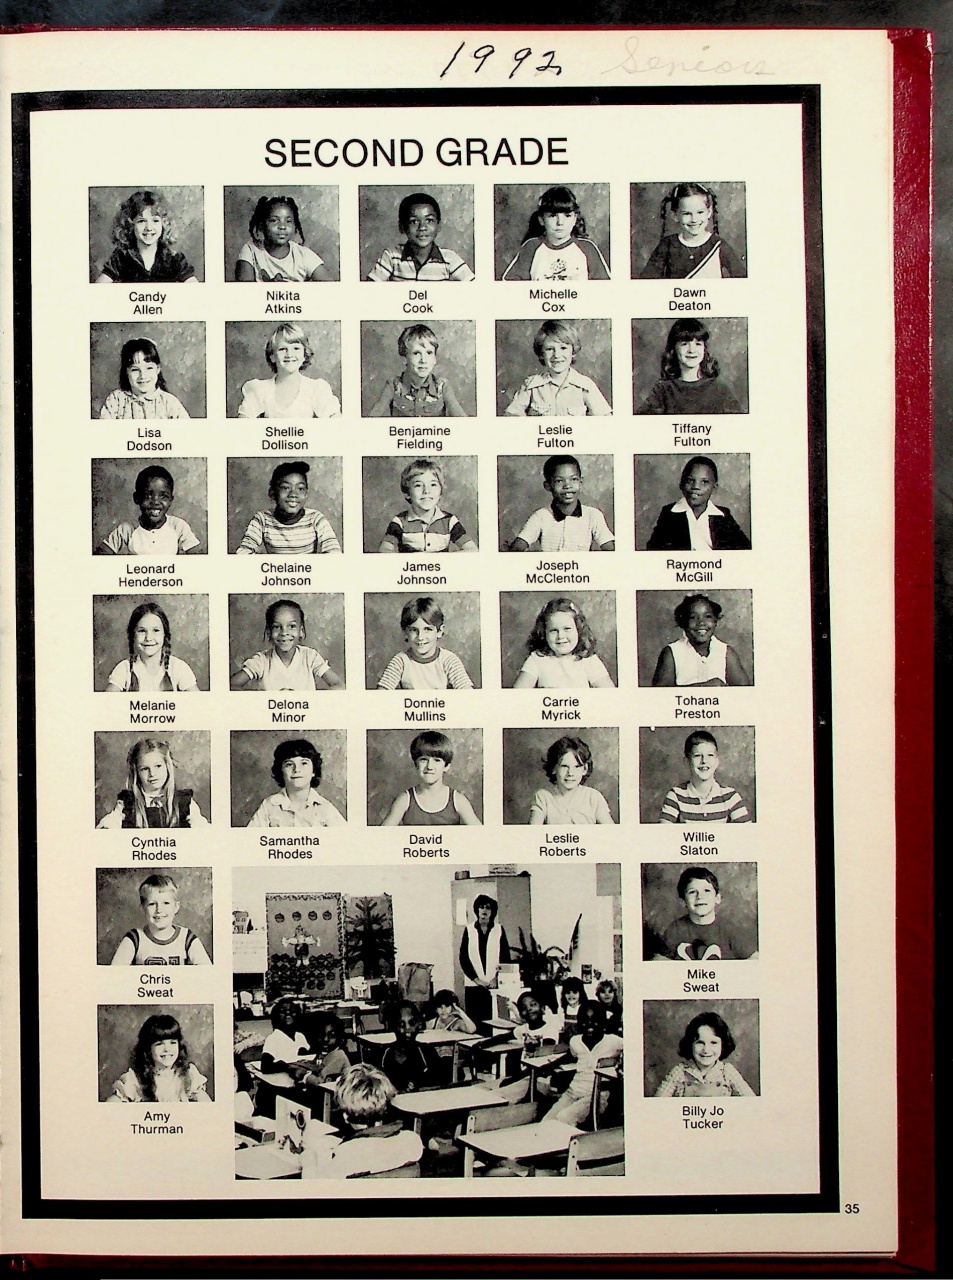 1992 Seniors
SECOND GRADE
Candy
Allen
Nikita
Atkins
Del
Cook
Michelle
Cox
Dawn
Deaton
Lisa
Dodson
Shellie
Dollison
Benjamine
Fielding
Leslie
Fulton
Tiffany
Fulton
Leonard
Henderson
Chelaine
Johnson
James
Johnson
Joseph
McClenton
Raymond
McGill
Melanie
Morrow
Delona
Minor
Donnie
Mullins
Carrie
Myrick
Tohana
Preston
Cynthia
Rhodes
Samantha
Rhodes
David
Roberts
Leslie
Roberts
Willie
Slaton
Chris
Sweat
Mike
Sweat
Amy
Thurman
Billy Jo
Tucker
35